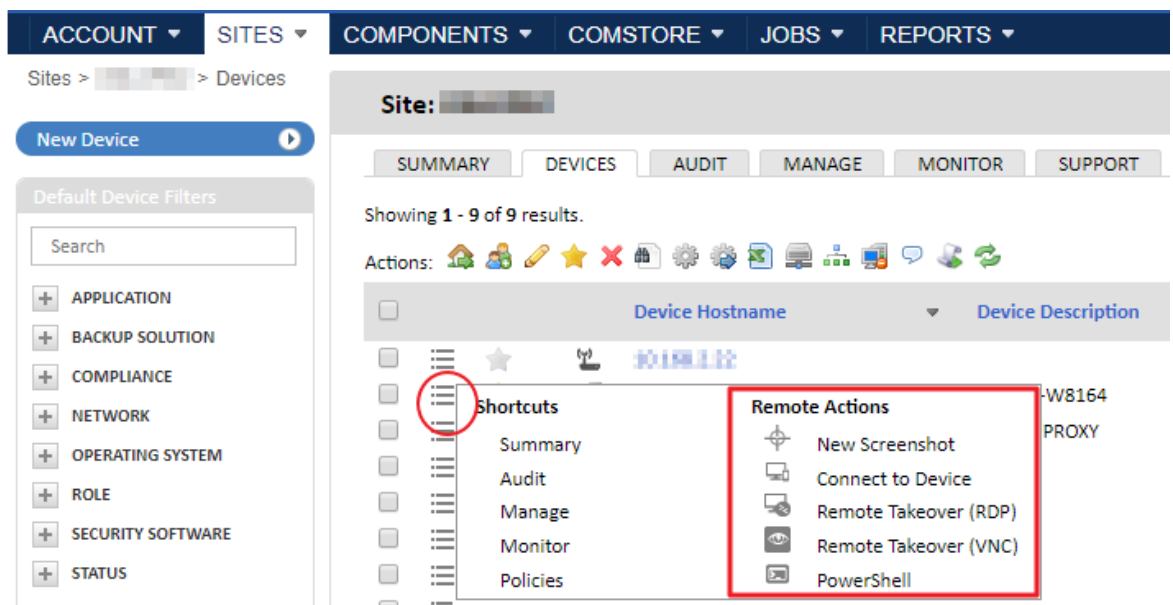 ACCOUNT SITES COMPONENTS COMSTORE JOBS REPORTS
Sites > > Devices
New Device
Default Device Filters
Search
APPLICATION
BACKUP SOLUTION
COMPLIANCE
NETWORK
OPERATING SYSTEM
ROLE
SECURITY SOFTWARE
STATUS
Site:
SUMMARY DEVICES AUDIT MANAGE MONITOR SUPPORT
Showing 1 - 9 of 9 results.
Actions:
Device Hostname Device Description
-W8164
PROXY
Shortcuts
Summary
Audit
Manage
Monitor
Policies
Remote Actions
New Screenshot
Connect to Device
Remote Takeover (RDP)
Remote Takeover (VNC)
PowerShell